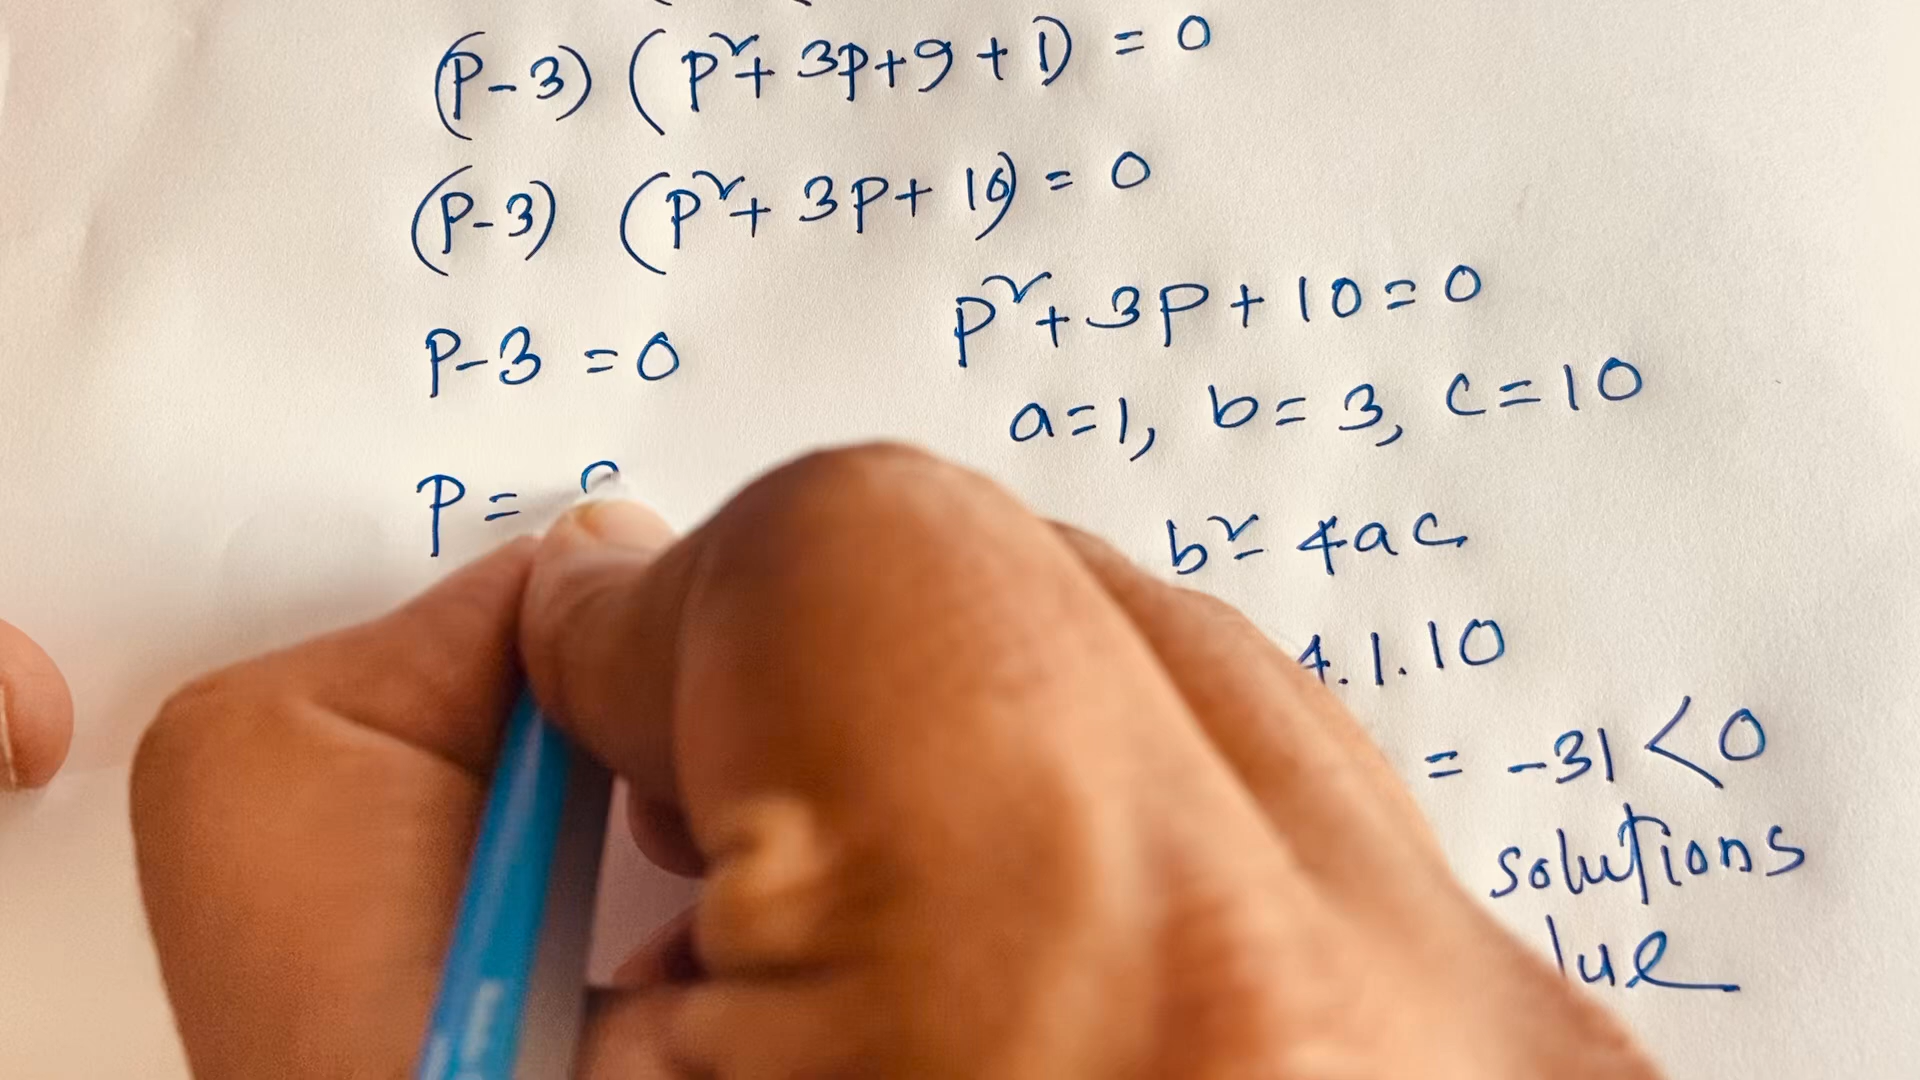 (P-3) (p²+ 3p+9+1) = 0
(P-3) (p²+ 3p+10) = 0
P-3 = 0
P =
p²+3p+10=0
a=1, b=3, c=10
b²-4ac
4.1.10
= -31<0
solutions